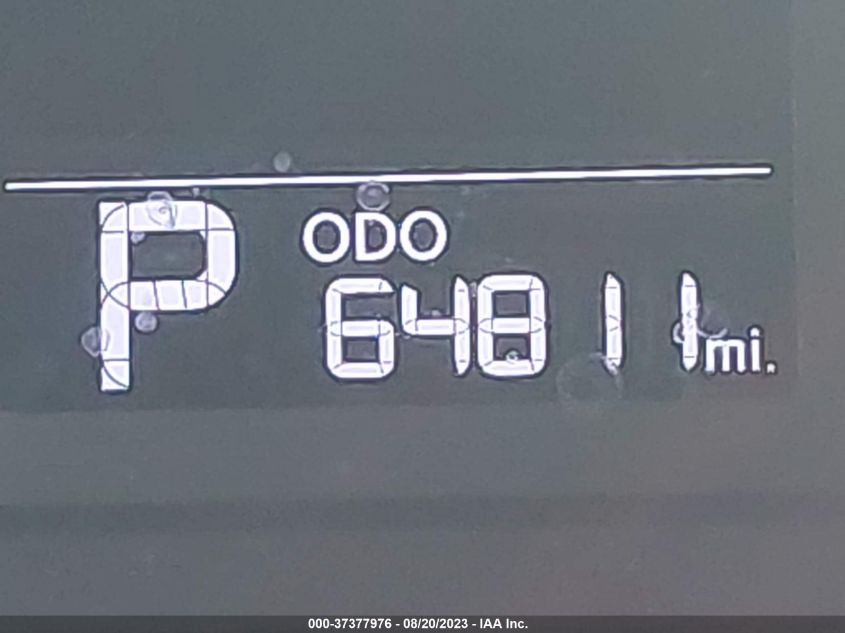 P
ODO
64811 mi.
000-37377976 - 08/20/2023 - IAA Inc.